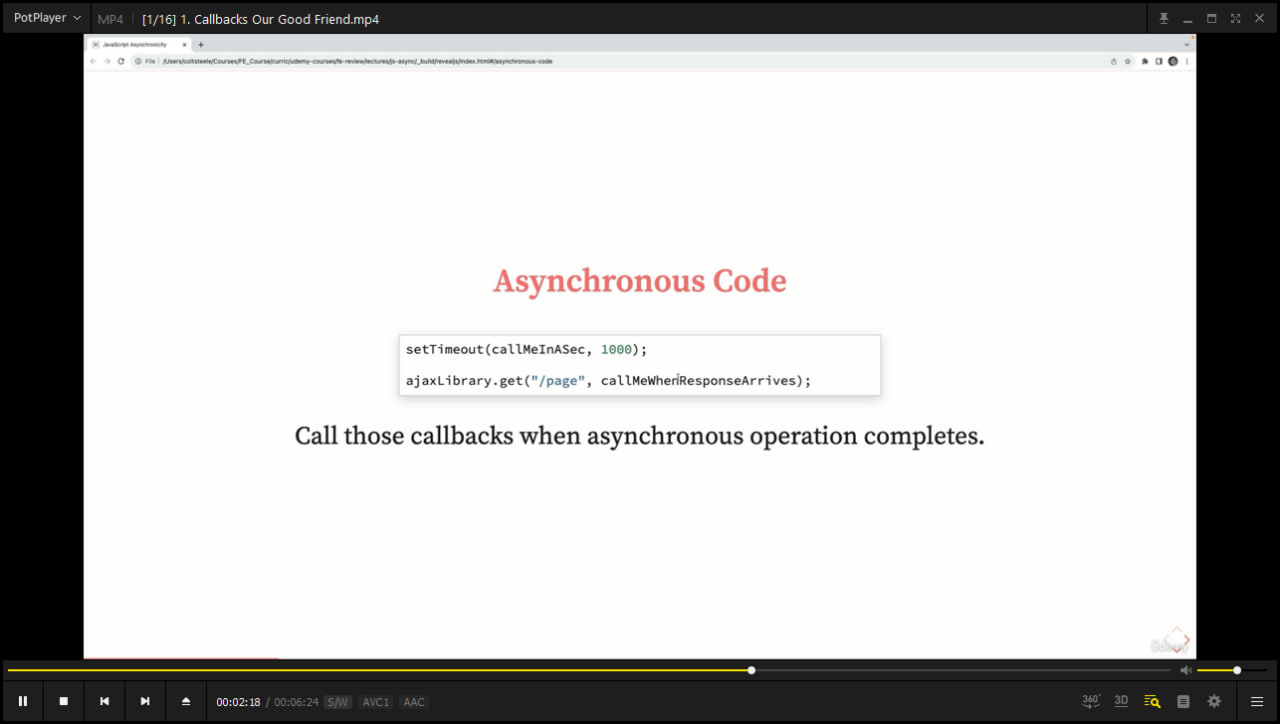 PotPlayer MP4 [1/16] 1. Callbacks Our Good Friend.mp4
JavaScript Asynchronicity
File /Users/coltsteele/Courses/FE_Course/curric/udemy-courses/fe-review/lectures/js-async/_build/revealjs/index.html#/asynchronous-code
Asynchronous Code
setTimeout(callMeInASec, 1000);
ajaxLibrary.get("/page", callMeWhenResponseArrives);
Call those callbacks when asynchronous operation completes.
Udemy
00:02:18 / 00:06:24 S/W AVC1 AAC 360° 3D